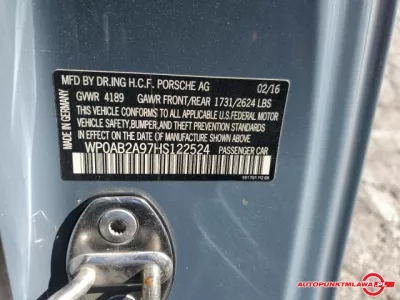 MFD BY DR.ING H.C.F. PORSCHE AG 02/16
GVWR 4189 GAWR FRONT/REAR 1731/2624 LBS
THIS VEHICLE CONFORMS TO ALL APPLICABLE U.S.FEDERAL MOTOR
VEHICLE SAFETY,BUMPER,AND THEFT PREVENTION STANDARDS IN
EFFECT ON THE DATE OF MANUFACTURE SHOWN ABOVE
WP0AB2A97HS122524 PASSENGER CAR
MADE IN GERMANY
AUTOPUNKTMLAWA